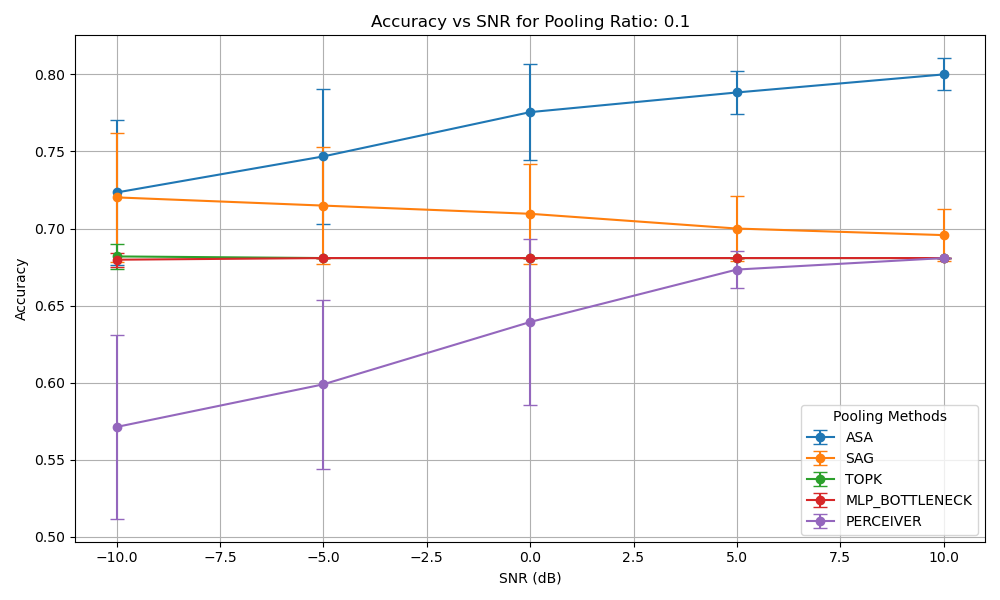 Accuracy vs SNR for Pooling Ratio: 0.1
Accuracy
0.80
0.75
0.70
0.65
0.60
0.55
0.50
−10.0 −7.5 −5.0 −2.5 0.0 2.5 5.0 7.5 10.0
SNR (dB)
Pooling Methods
ASA
SAG
TOPK
MLP_BOTTLENECK
PERCEIVER